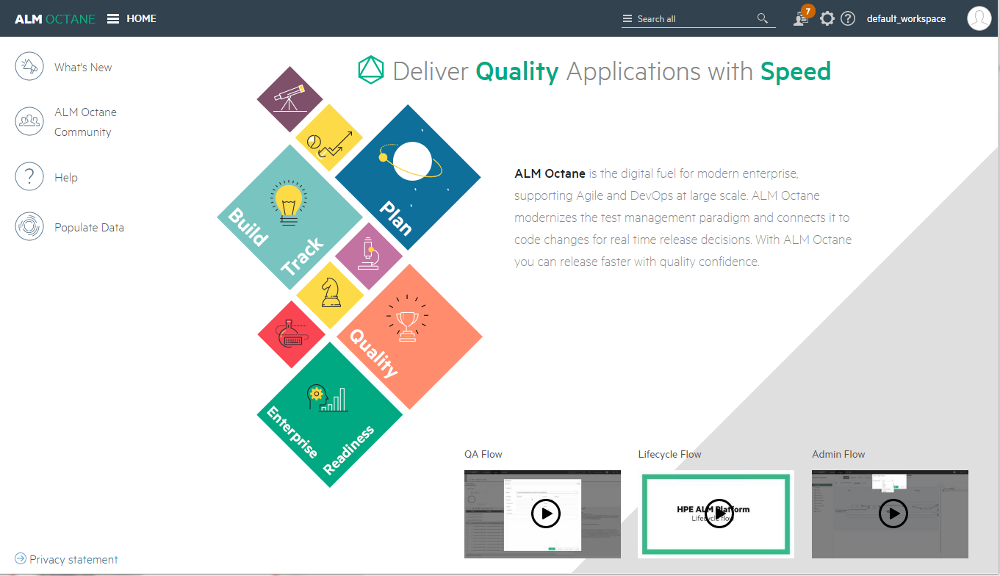 ALM OCTANE HOME Search all 7 default_workspace
What's New
ALM Octane
Community
Help
Populate Data
Deliver Quality Applications with Speed
Plan
Build
Track
Quality
Enterprise
Readiness
ALM Octane is the digital fuel for modern enterprise,
supporting Agile and DevOps at large scale. ALM Octane
modernizes the test management paradigm and connects it to
code changes for real time release decisions. With ALM Octane
you can release faster with quality confidence.
QA Flow Lifecycle Flow Admin Flow
HPE ALM Platform
Lifecycle flow
Privacy statement